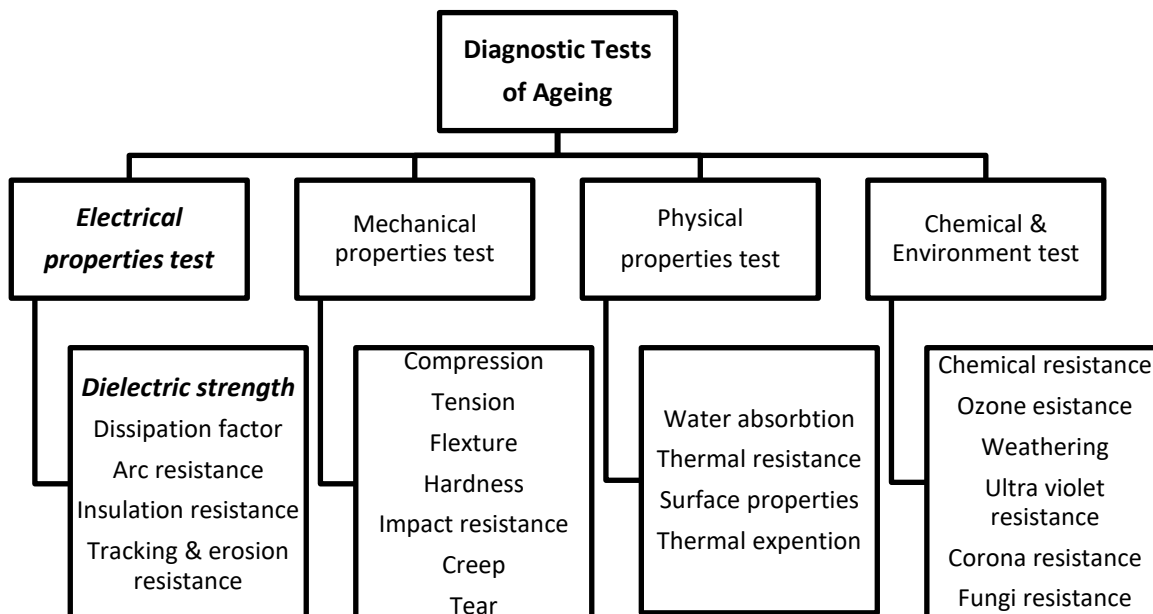 Diagnostic Tests
of Ageing
Electrical
properties test
Mechanical
properties test
Physical
properties test
Chemical &
Environment test
Dielectric strength
Dissipation factor
Arc resistance
Insulation resistance
Tracking & erosion
resistance
Compression
Tension
Flexture
Hardness
Impact resistance
Creep
Tear
Water absorbtion
Thermal resistance
Surface properties
Thermal expention
Chemical resistance
Ozone esistance
Weathering
Ultra violet
resistance
Corona resistance
Fungi resistance